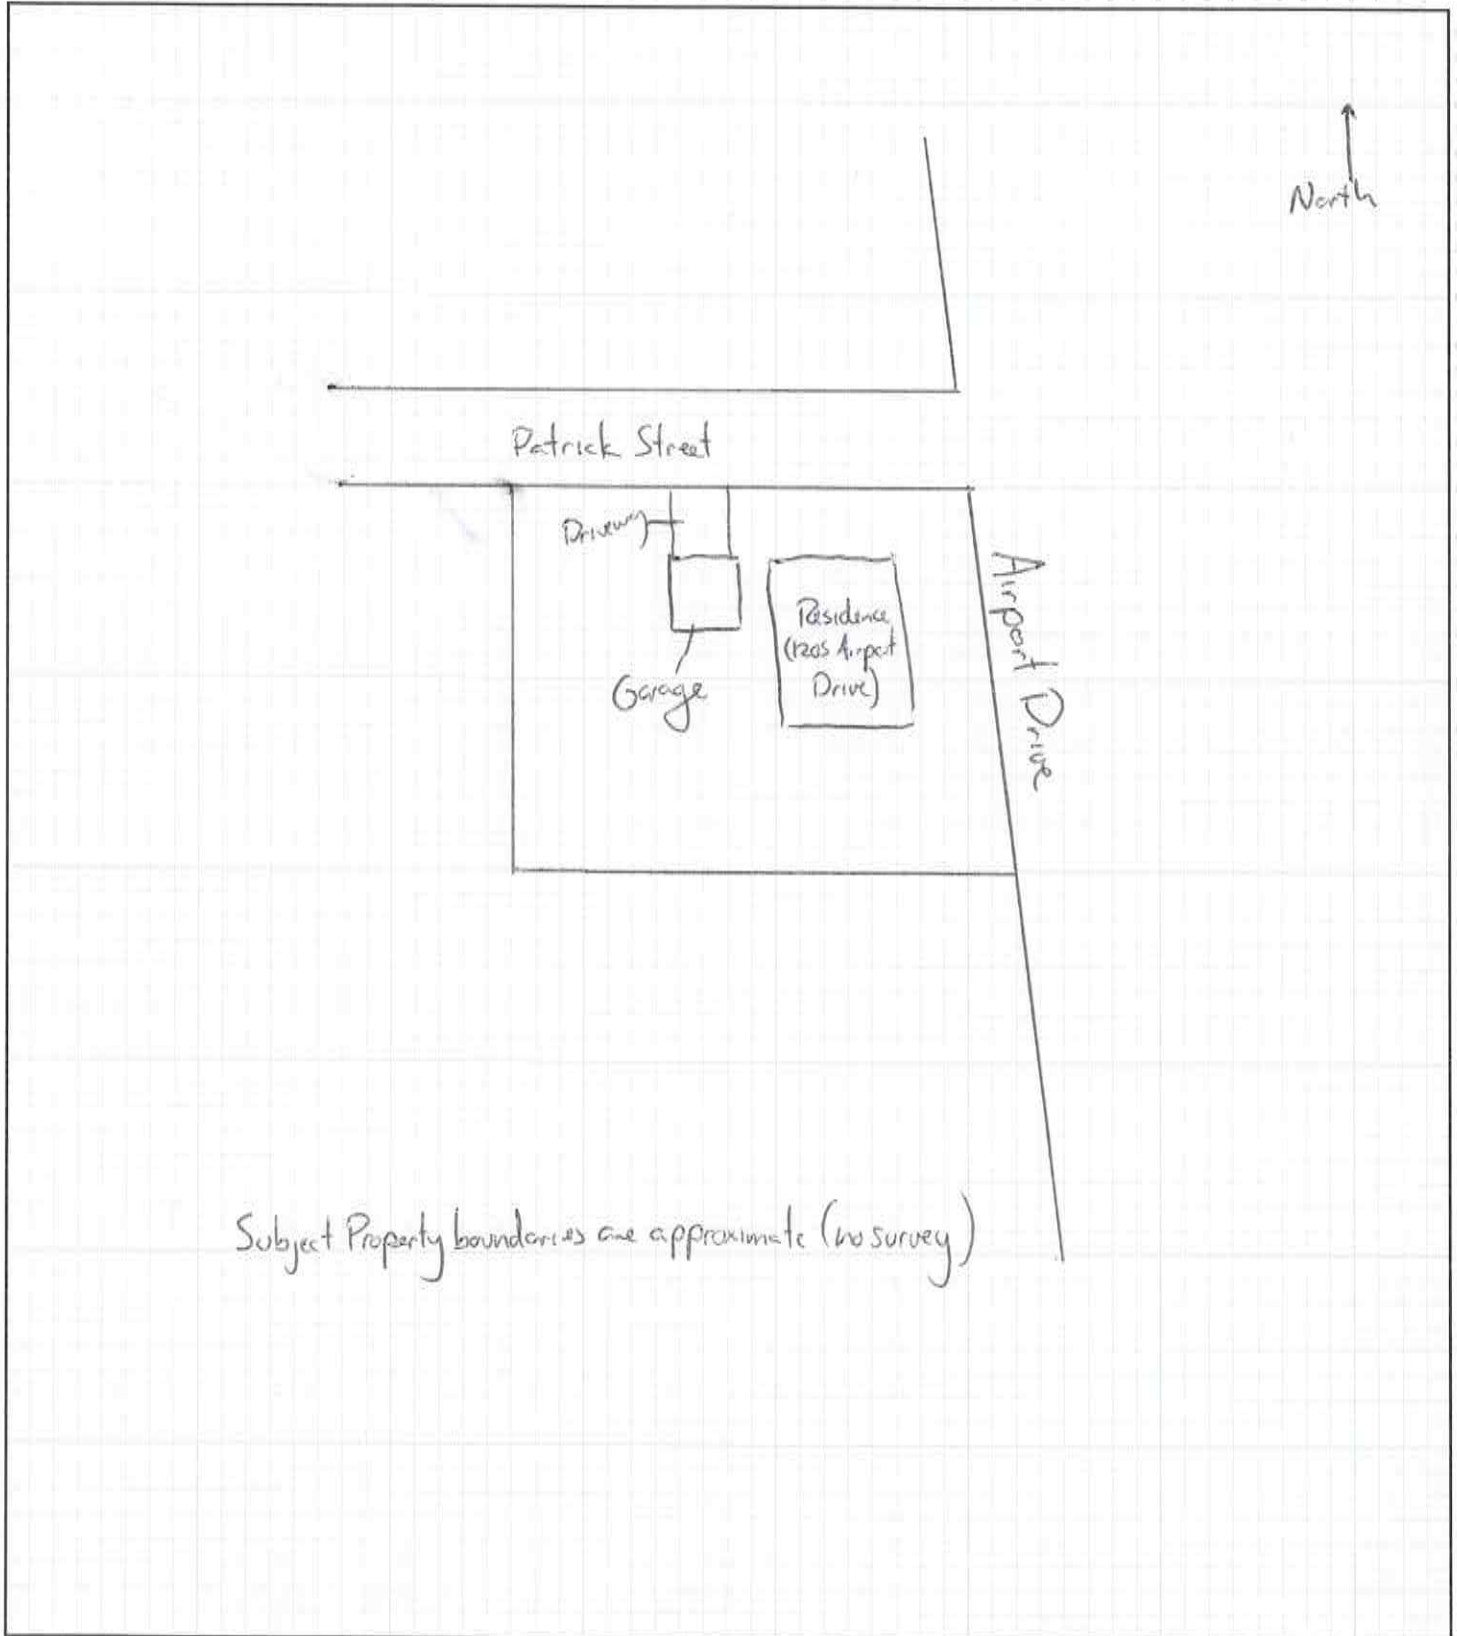 North
Patrick Street
Driveway
Airport Drive
Residence
(1205 Airport
Drive)
Garage
Subject Property boundaries are approximate (no survey)